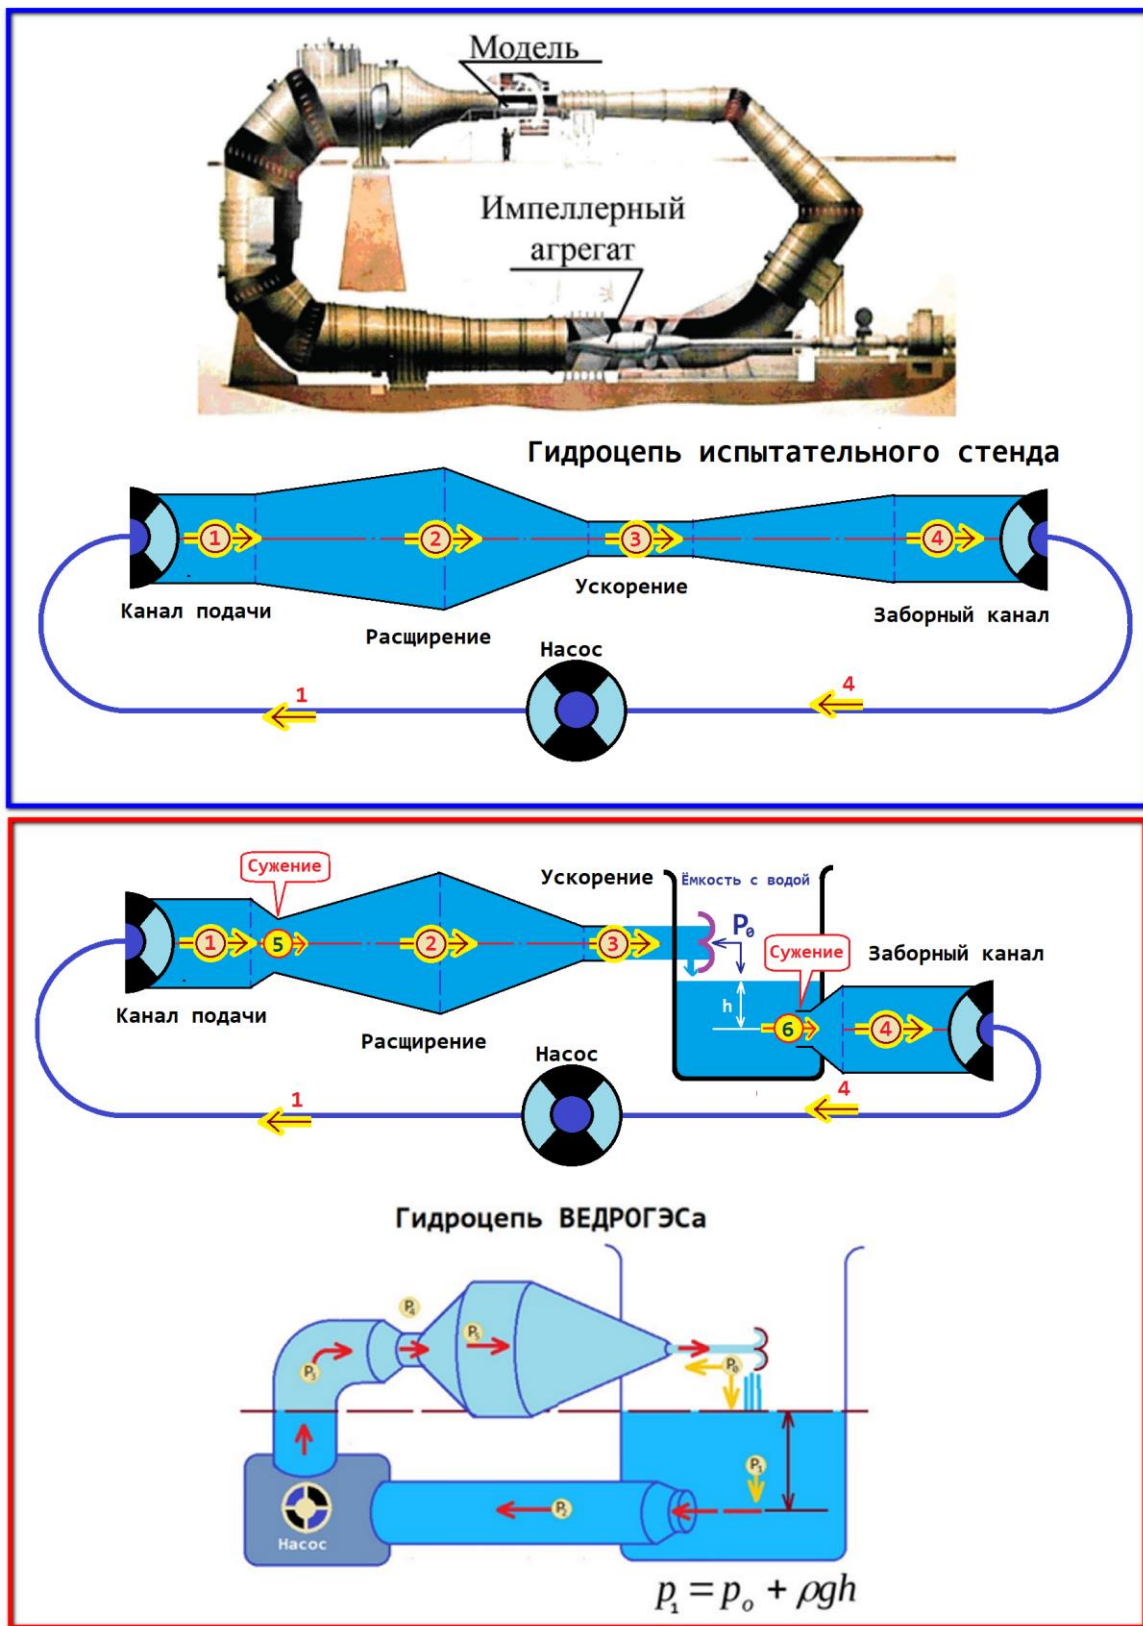 Модель
Импеллерный
агрегат
Гидроцепь испытательного стенда
1
2
3
4
Канал подачи
Расщирение
Ускорение
Заборный канал
Насос
1
4
Сужение
Ускорение
Ёмкость с водой
P₀
Сужение
Заборный канал
1
5
2
3
h
6
4
Канал подачи
Расщирение
Насос
1
4
Гидроцепь ВЕДРОГЭСа
P₄
P₅
P₃
P₀
P₁
P₂
Насос
p₁ = pₒ + ρgh